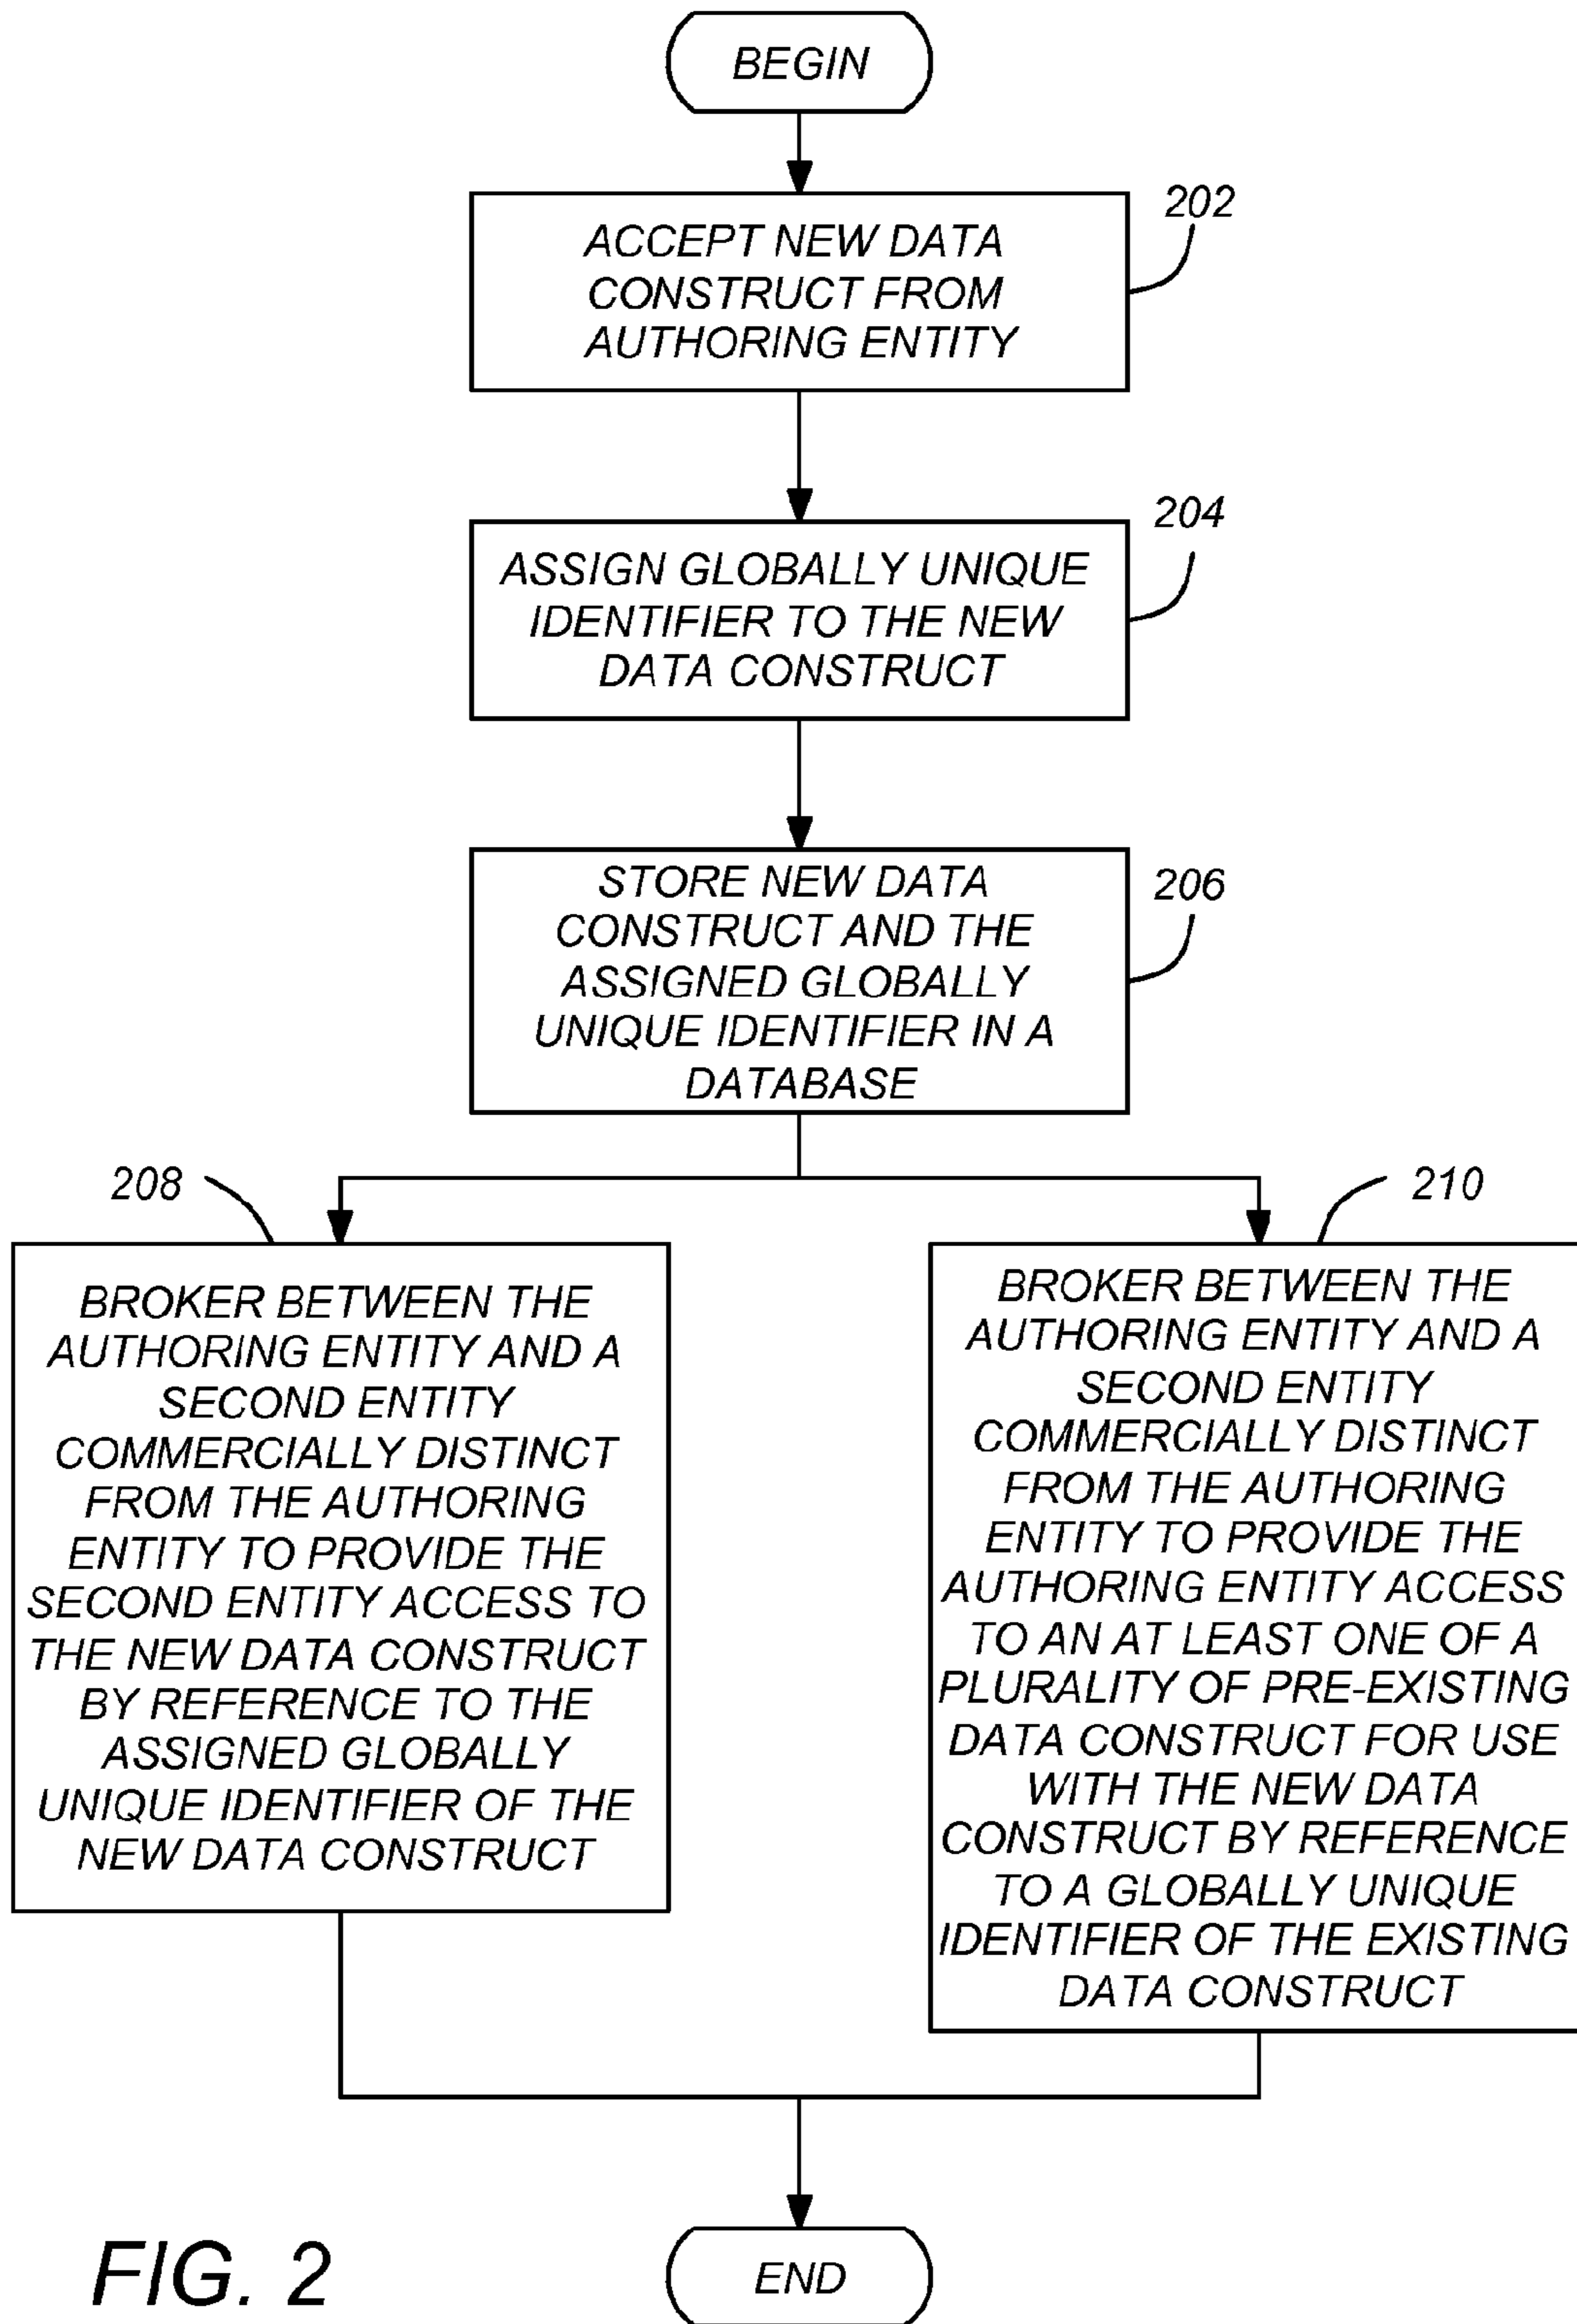 BEGIN
202
ACCEPT NEW DATA
CONSTRUCT FROM
AUTHORING ENTITY
204
ASSIGN GLOBALLY UNIQUE
IDENTIFIER TO THE NEW
DATA CONSTRUCT
206
STORE NEW DATA
CONSTRUCT AND THE
ASSIGNED GLOBALLY
UNIQUE IDENTIFIER IN A
DATABASE
208
BROKER BETWEEN THE
AUTHORING ENTITY AND A
SECOND ENTITY
COMMERCIALLY DISTINCT
FROM THE AUTHORING
ENTITY TO PROVIDE THE
SECOND ENTITY ACCESS TO
THE NEW DATA CONSTRUCT
BY REFERENCE TO THE
ASSIGNED GLOBALLY
UNIQUE IDENTIFIER OF THE
NEW DATA CONSTRUCT
210
BROKER BETWEEN THE
AUTHORING ENTITY AND A
SECOND ENTITY
COMMERCIALLY DISTINCT
FROM THE AUTHORING
ENTITY TO PROVIDE THE
AUTHORING ENTITY ACCESS
TO AN AT LEAST ONE OF A
PLURALITY OF PRE-EXISTING
DATA CONSTRUCT FOR USE
WITH THE NEW DATA
CONSTRUCT BY REFERENCE
TO A GLOBALLY UNIQUE
IDENTIFIER OF THE EXISTING
DATA CONSTRUCT
END
FIG. 2